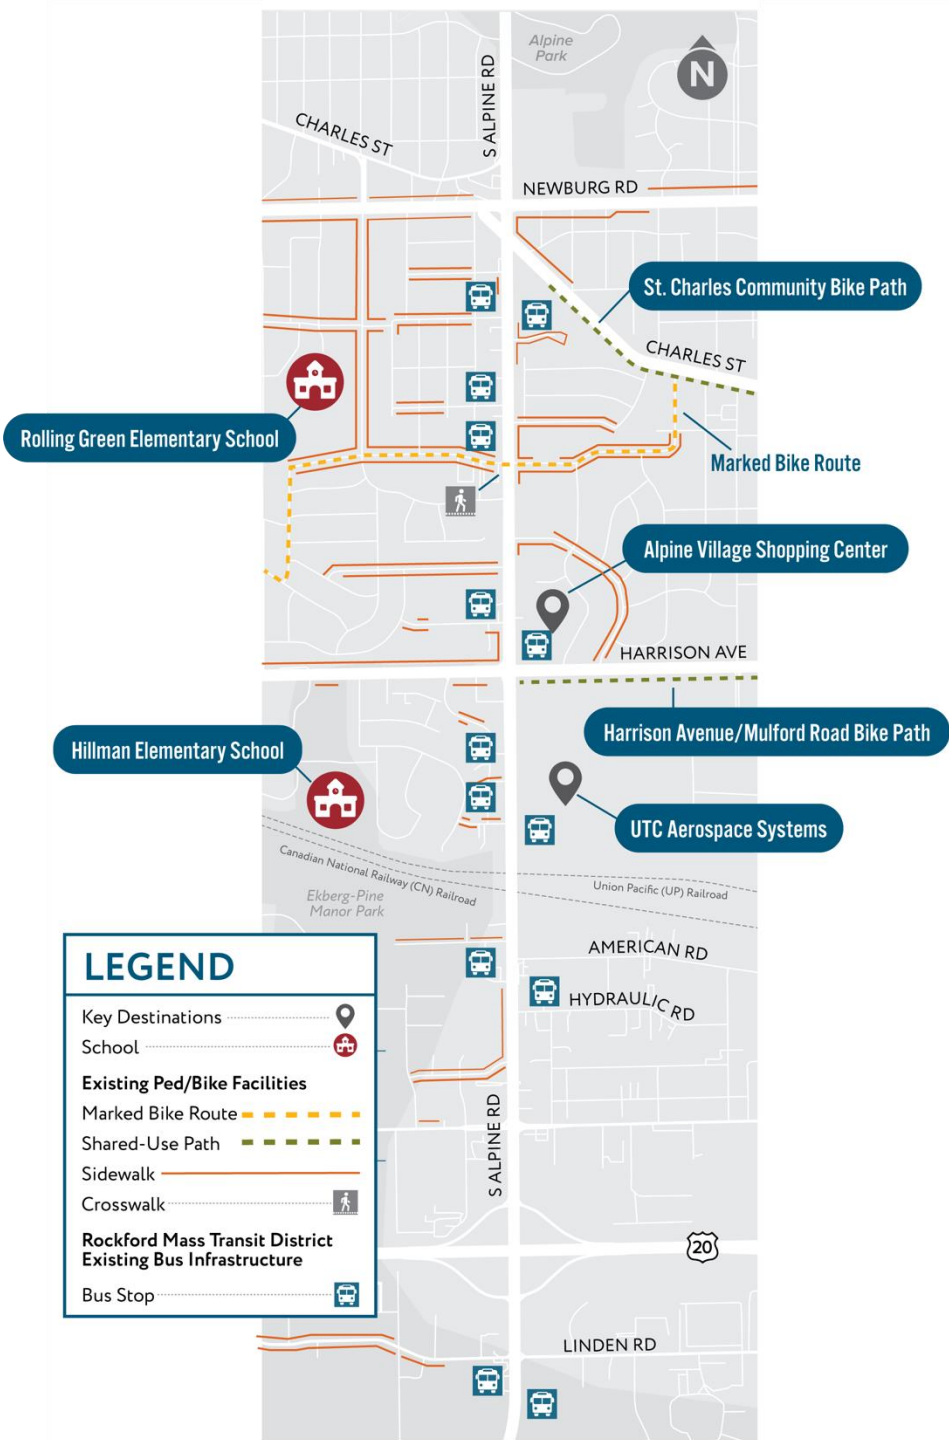 Alpine
Park
N
S ALPINE RD
CHARLES ST
NEWBURG RD
St. Charles Community Bike Path
CHARLES ST
Rolling Green Elementary School
Marked Bike Route
Alpine Village Shopping Center
HARRISON AVE
Harrison Avenue/Mulford Road Bike Path
Hillman Elementary School
UTC Aerospace Systems
Canadian National Railway (CN) Railroad
Union Pacific (UP) Railroad
Ekberg-Pine
Manor Park
AMERICAN RD
HYDRAULIC RD
S ALPINE RD
20
LINDEN RD
LEGEND
Key Destinations
School
Existing Ped/Bike Facilities
Marked Bike Route
Shared-Use Path
Sidewalk
Crosswalk
Rockford Mass Transit District
Existing Bus Infrastructure
Bus Stop